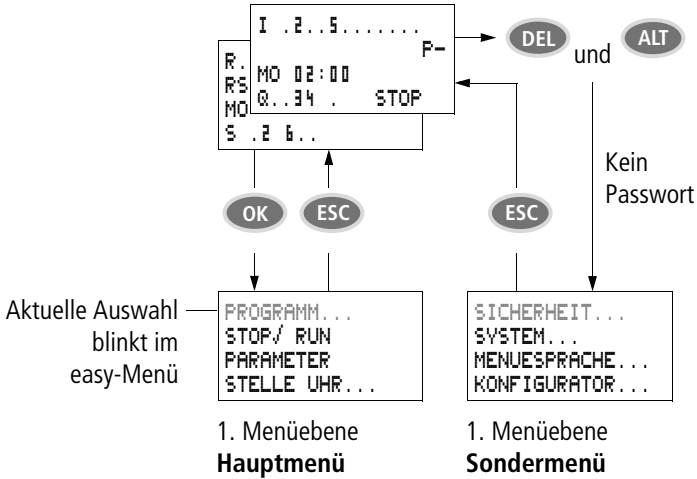 I .2..5.......
P-
MO 02:00
Q..34 . STOP
R.
RS
MO
S .2 6..
DEL
und
ALT
Kein
Passwort
OK
ESC
ESC
Aktuelle Auswahl
blinkt im
easy-Menü
PROGRAMM...
STOP√ RUN
PARAMETER
STELLE UHR...
SICHERHEIT...
SYSTEM...
MENUESPRACHE...
KONFIGURATOR...
1. Menüebene
Hauptmenü
1. Menüebene
Sondermenü